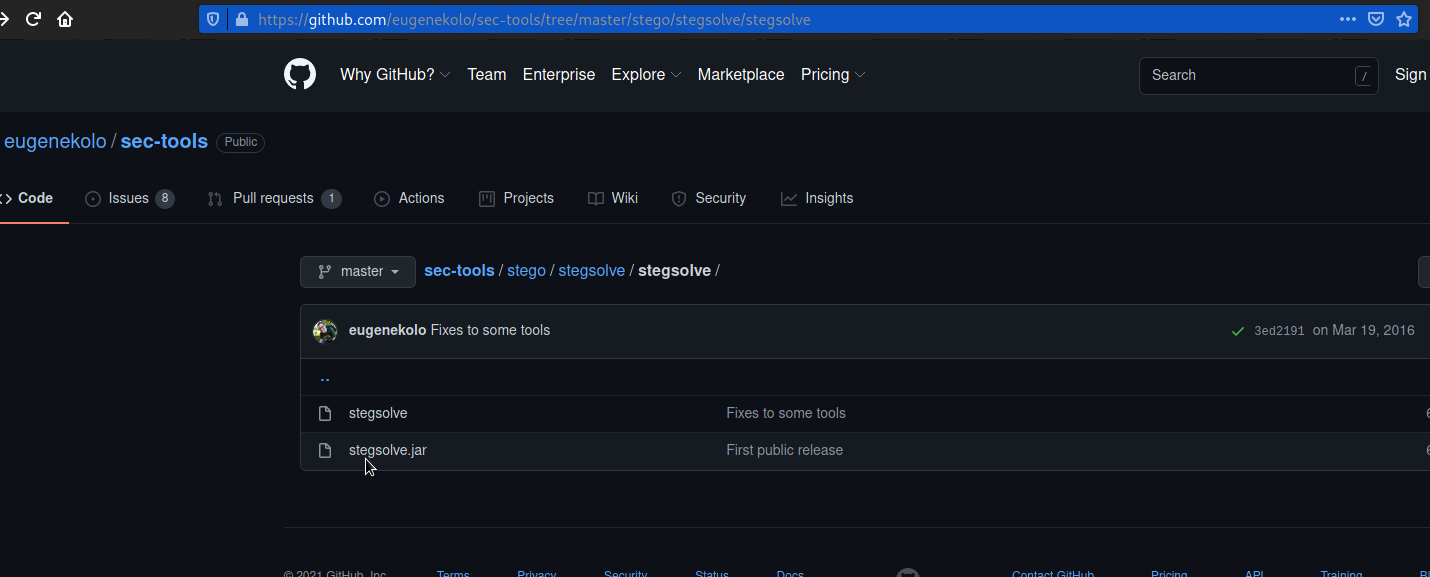 https://github.com/eugenekolo/sec-tools/tree/master/stego/stegsolve/stegsolve
Why GitHub? Team Enterprise Explore Marketplace Pricing Search / Sign
eugenekolo / sec-tools Public
Code Issues 8 Pull requests 1 Actions Projects Wiki Security Insights
master sec-tools / stego / stegsolve / stegsolve /
eugenekolo Fixes to some tools 3ed2191 on Mar 19, 2016
..
stegsolve Fixes to some tools
stegsolve.jar First public release
© 2021 GitHub, Inc. Terms Privacy Security Status Docs Contact GitHub Pricing API Training